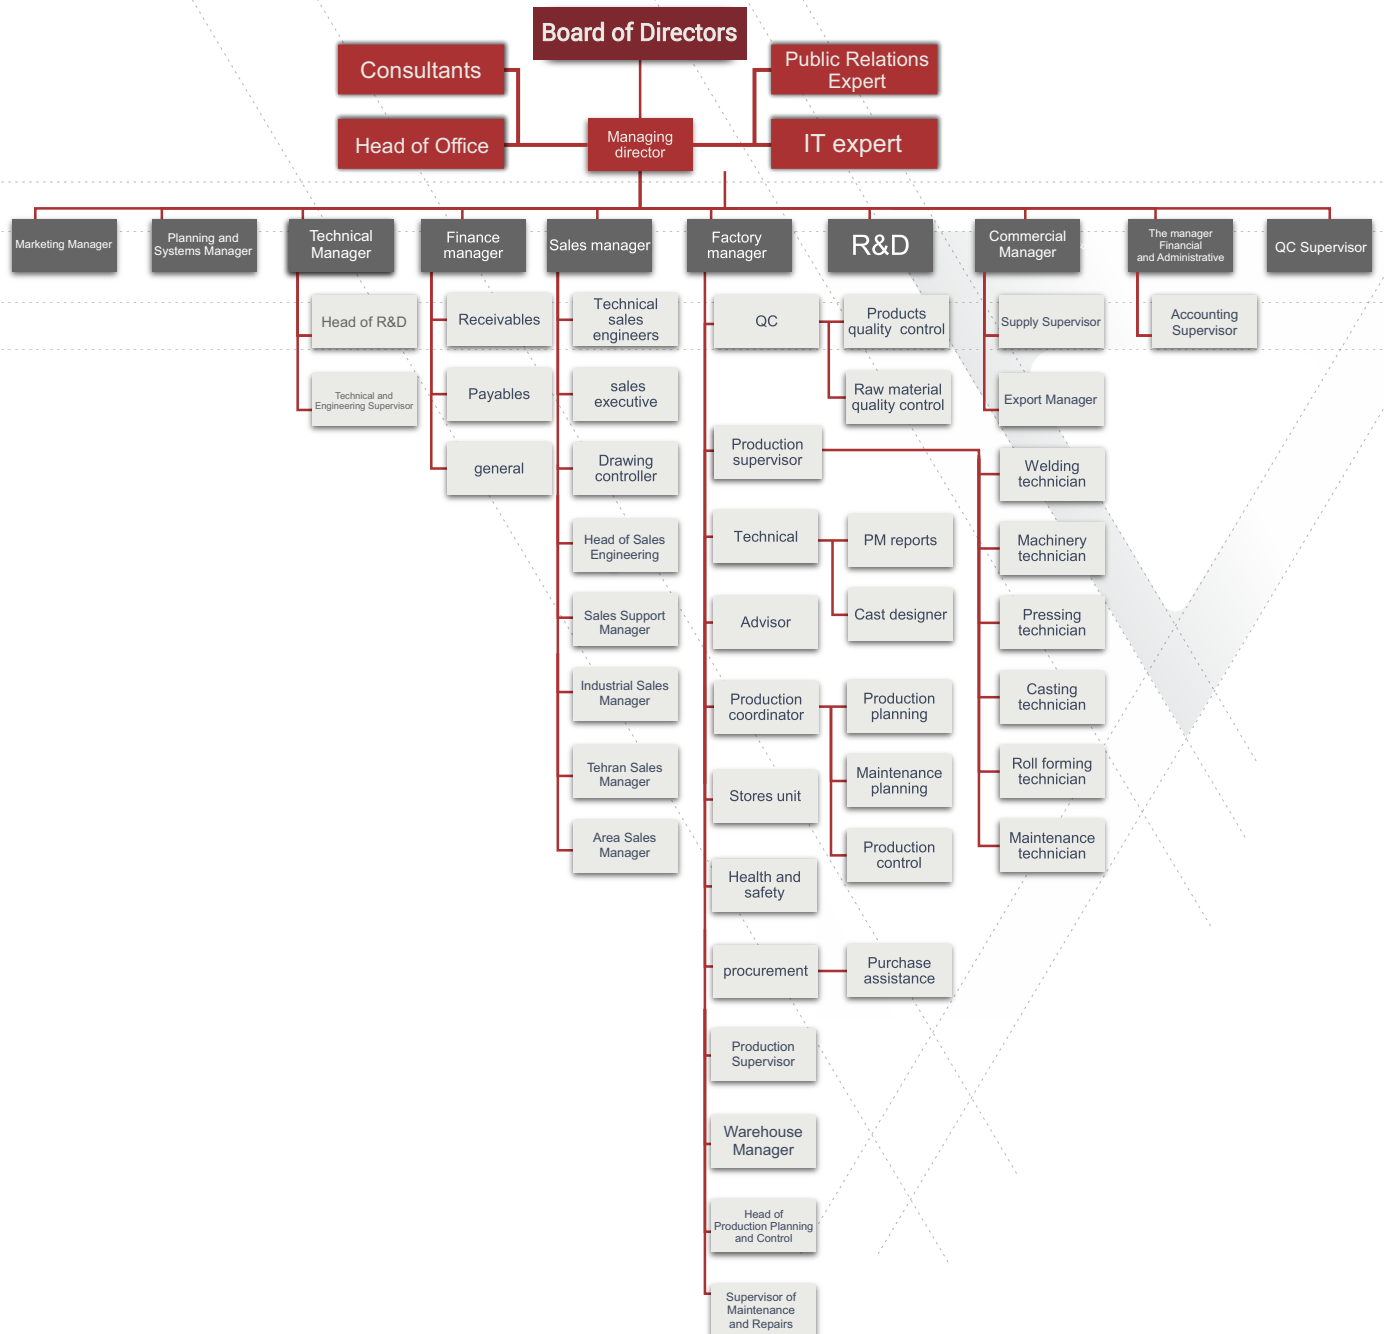 Board of Directors
Consultants
Public Relations
Expert
Head of Office
Managing
director
IT expert
Marketing Manager
Planning and
Systems Manager
Technical
Manager
Finance
manager
Sales manager
Factory
manager
R&D
Commercial
Manager
The manager
Financial
and Administrative
QC Supervisor
Head of R&D
Technical and
Engineering Supervisor
Receivables
Payables
general
Technical
sales
engineers
sales
executive
Drawing
controller
Head of Sales
Engineering
Sales Support
Manager
Industrial Sales
Manager
Tehran Sales
Manager
Area Sales
Manager
QC
Products
quality control
Raw material
quality control
Production
supervisor
Technical
PM reports
Cast designer
Advisor
Production
coordinator
Production
planning
Maintenance
planning
Production
control
Stores unit
Health and
safety
procurement
Purchase
assistance
Production
Supervisor
Warehouse
Manager
Head of
Production Planning
and Control
Supervisor of
Maintenance
and Repairs
Supply Supervisor
Export Manager
Welding
technician
Machinery
technician
Pressing
technician
Casting
technician
Roll forming
technician
Maintenance
technician
Accounting
Supervisor